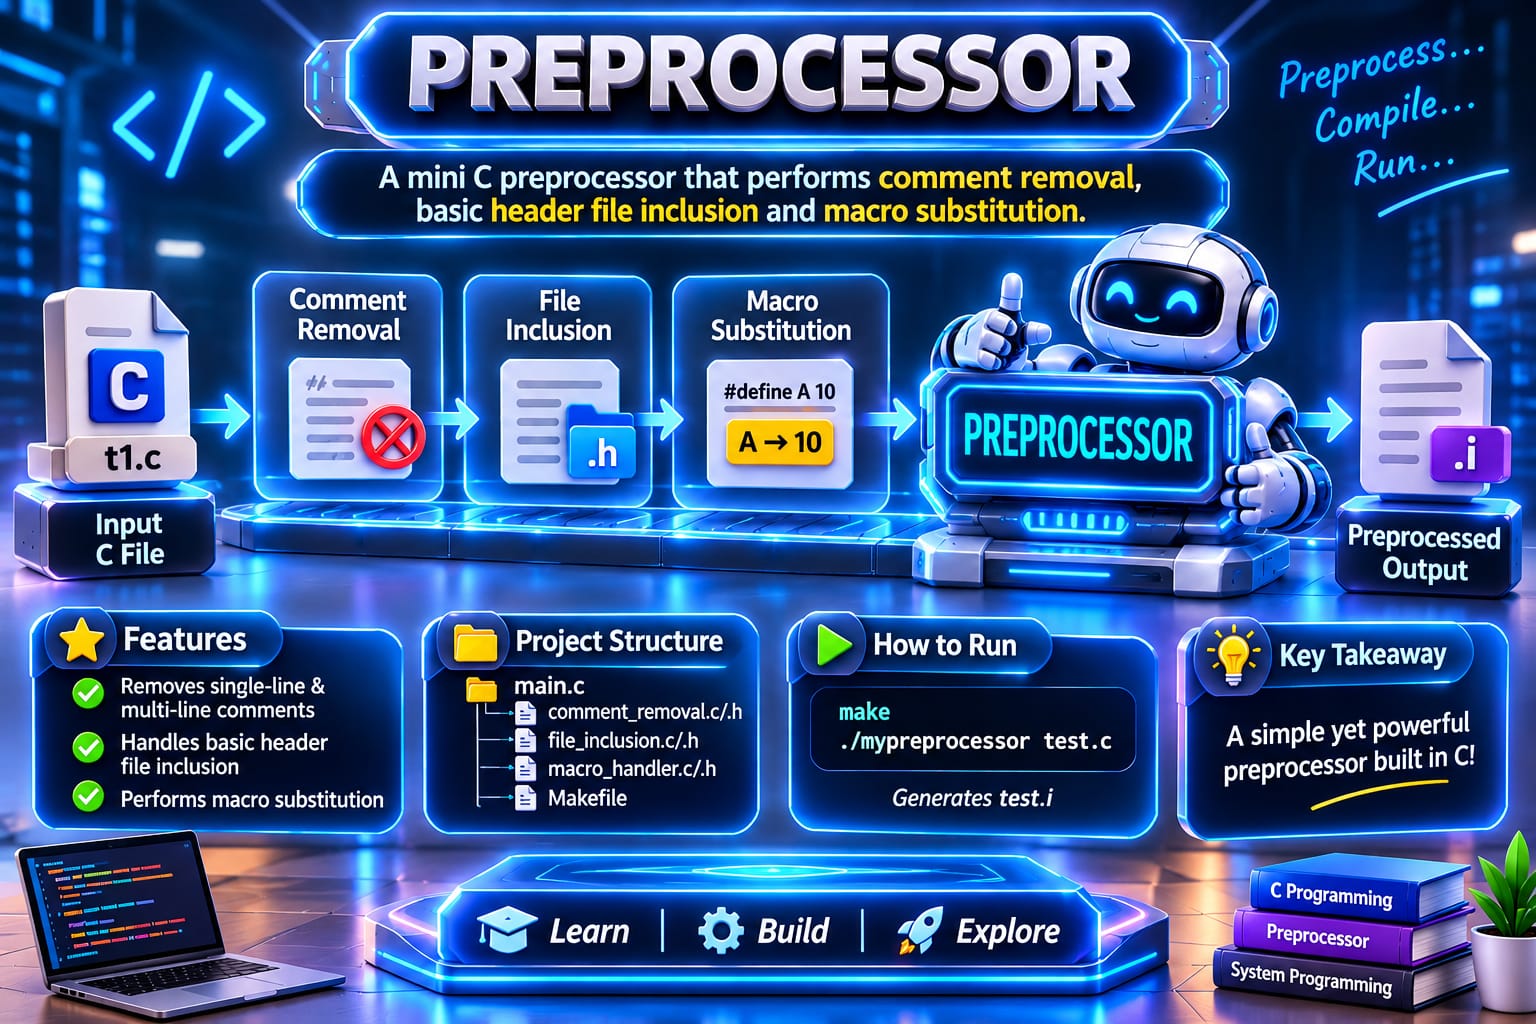 PREPROCESSOR
A mini C preprocessor that performs comment removal,
basic header file inclusion and macro substitution.
</>
Preprocess...
Compile...
Run...
C
t1.c
Input
C File
Comment
Removal
File
Inclusion
.h
Macro
Substitution
#define A 10
A → 10
PREPROCESSOR
.i
Preprocessed
Output
Features
Removes single-line &
multi-line comments
Handles basic header
file inclusion
Performs macro substitution
Project Structure
main.c
comment_removal.c/.h
file_inclusion.c/.h
macro_handler.c/.h
Makefile
How to Run
make
./mypreprocessor test.c
Generates test.i
Key Takeaway
A simple yet powerful
preprocessor built in C!
Learn | Build | Explore
C Programming
Preprocessor
System Programming